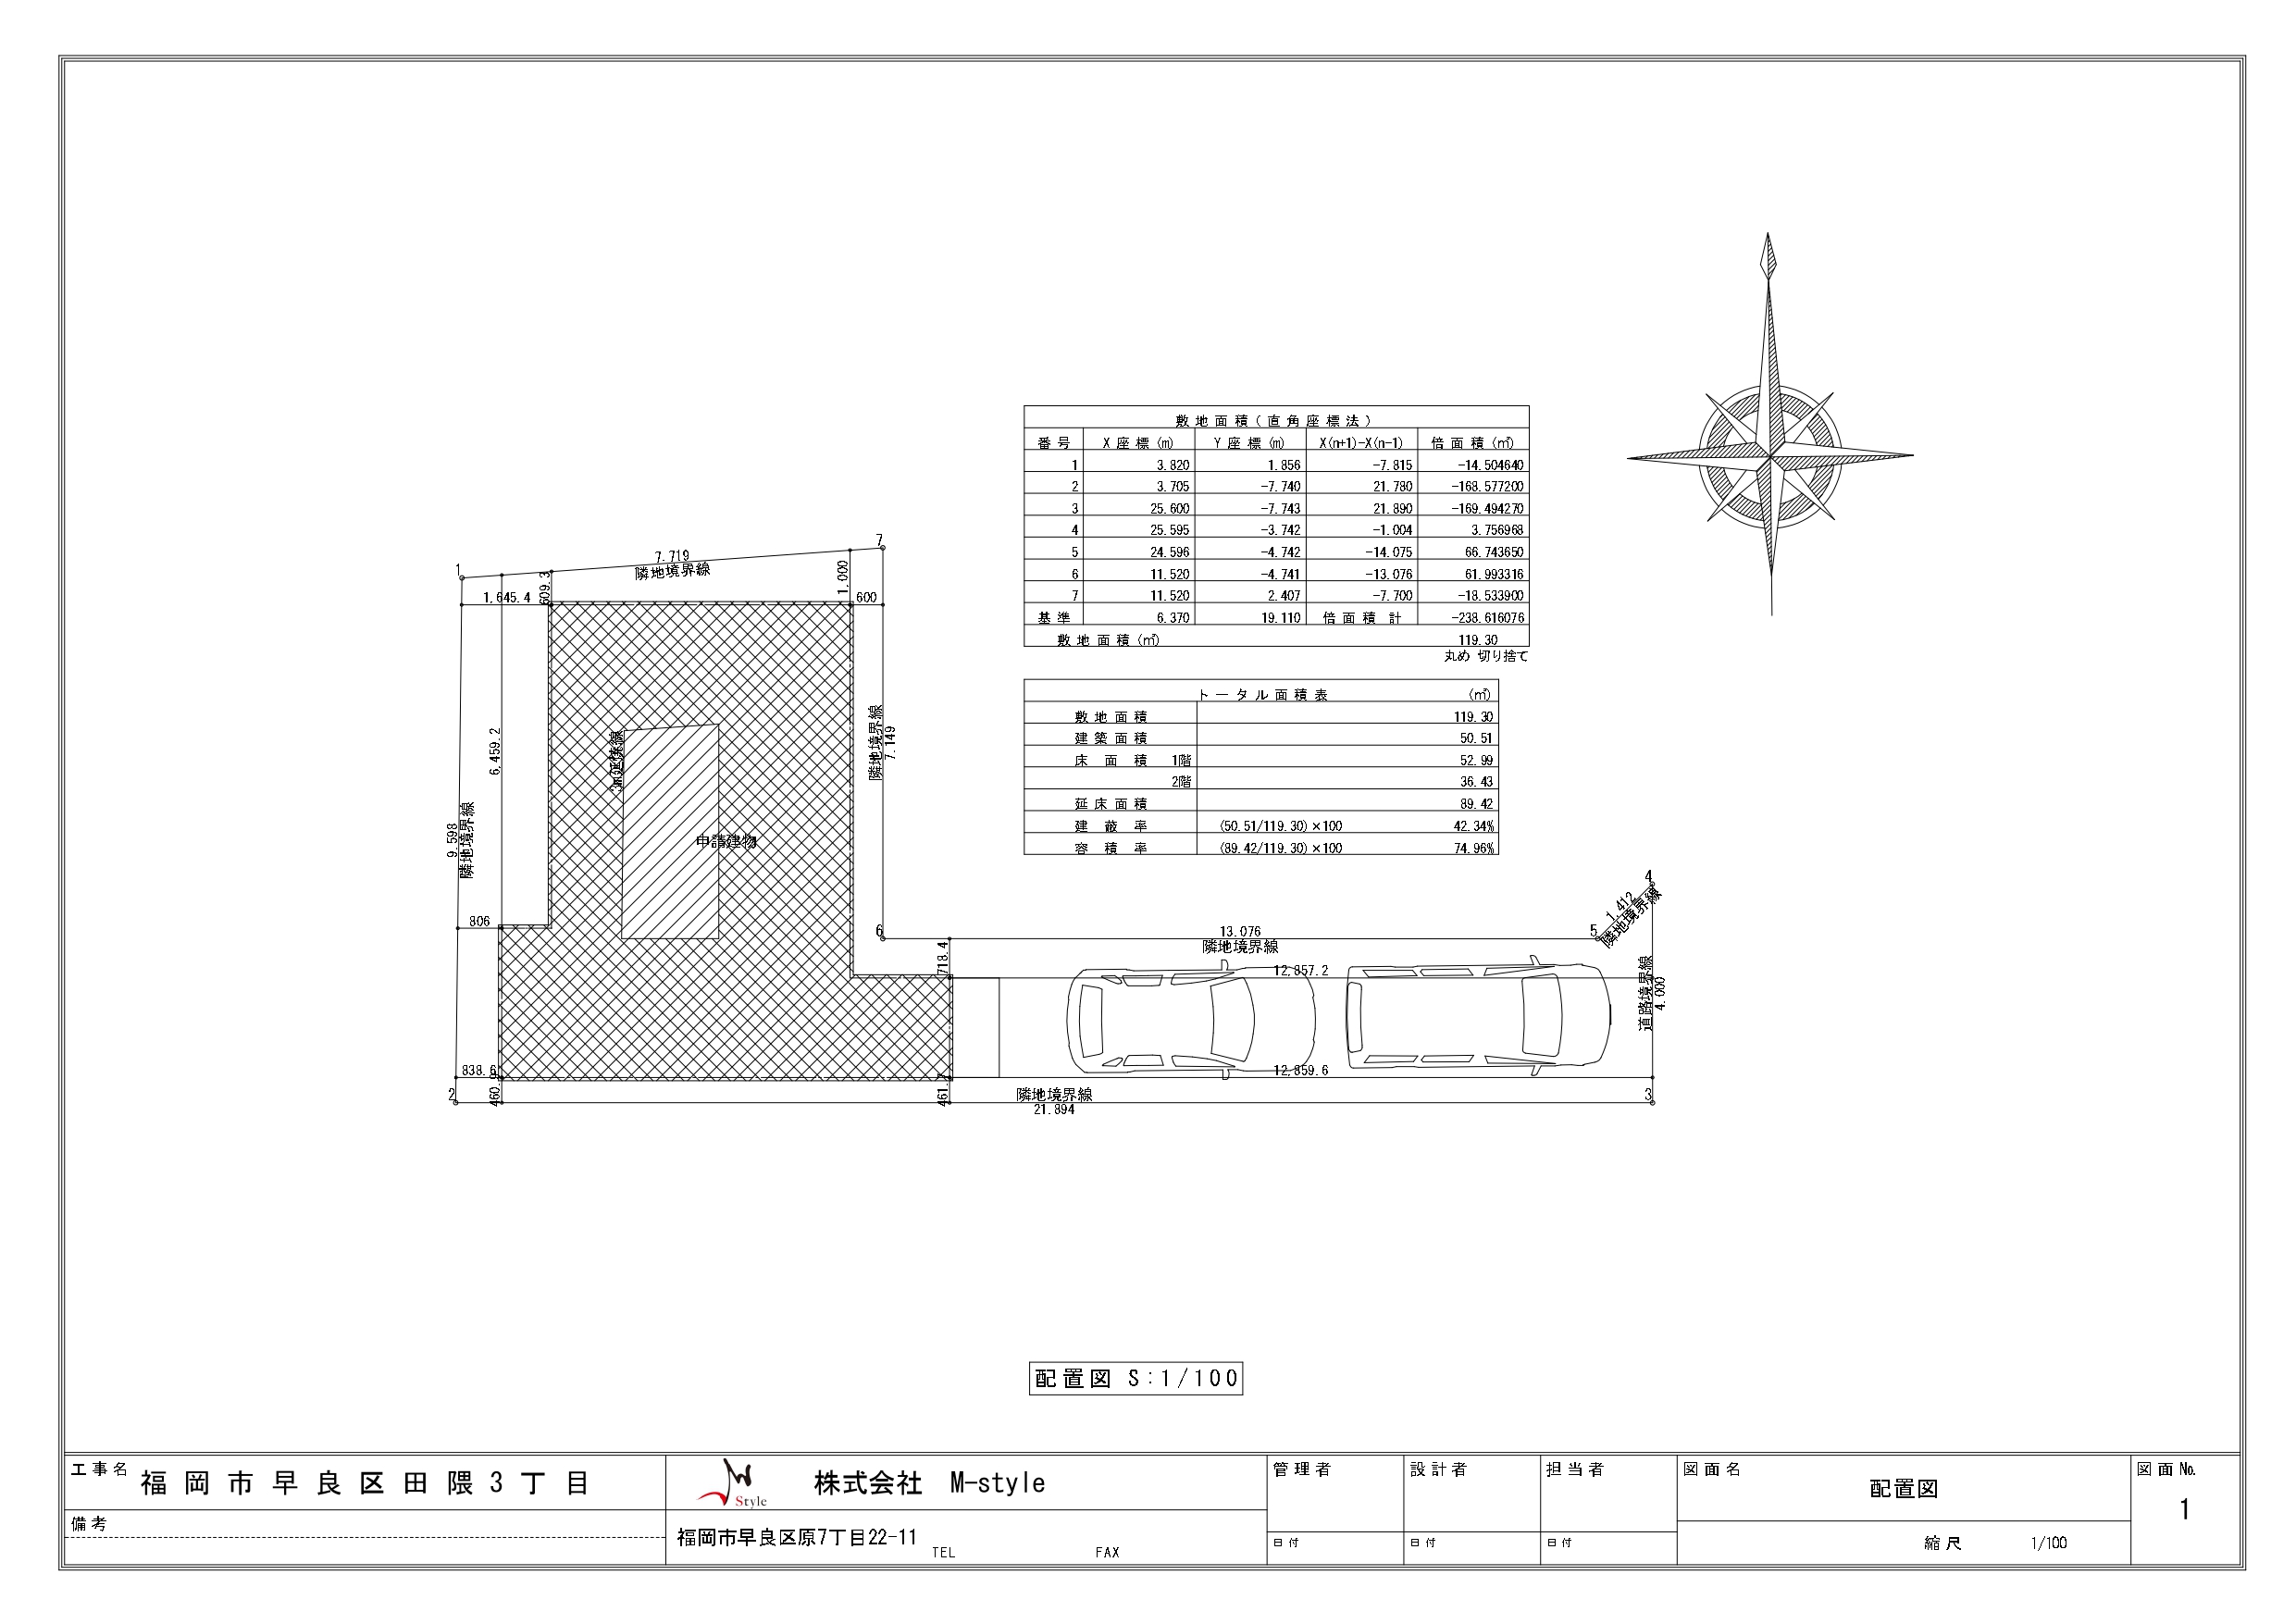 敷地面積(直角座標法)
番号 X座標(m) Y座標(m) X(n+1)-X(n-1) 倍面積(㎡)
1 3.820 1.856 -7.815 -14.504640
2 3.705 -7.740 21.780 -168.577200
3 25.600 -7.743 21.890 -169.494270
4 25.595 -3.742 -1.004 3.756968
5 24.596 -4.742 -14.075 66.743650
6 11.520 -4.741 -13.076 61.993316
7 11.520 2.407 -7.700 -18.533900
基準 6.370 19.110 倍面積計 -238.616076
敷地面積(㎡) 119.30
丸め 切り捨て
トータル面積表 (㎡)
敷地面積 119.30
建築面積 50.51
床面積 1階 52.99
2階 36.43
延床面積 89.42
建蔽率 (50.51/119.30)×100 42.34%
容積率 (89.42/119.30)×100 74.96%
1
7
7.719
隣地境界線
1,645.4
609.3
1,000
600
6,459.2
9.598
隣地境界線
隣地境界線
7.149
申請建物
806
838.6
2
461.
718.4
6
13.076
隣地境界線
5
4
1.412
隣地境界線
12,857.2
道路境界線
4.000
12,859.6
隣地境界線
21.894
3
配置図 S:1/100
工事名 福岡市早良区田隈3丁目
備考
Style
株式会社 M-style
福岡市早良区原7丁目22-11 TEL FAX
管理者 設計者 担当者
日付 日付 日付
図面名 配置図
縮尺 1/100
図面No.
1